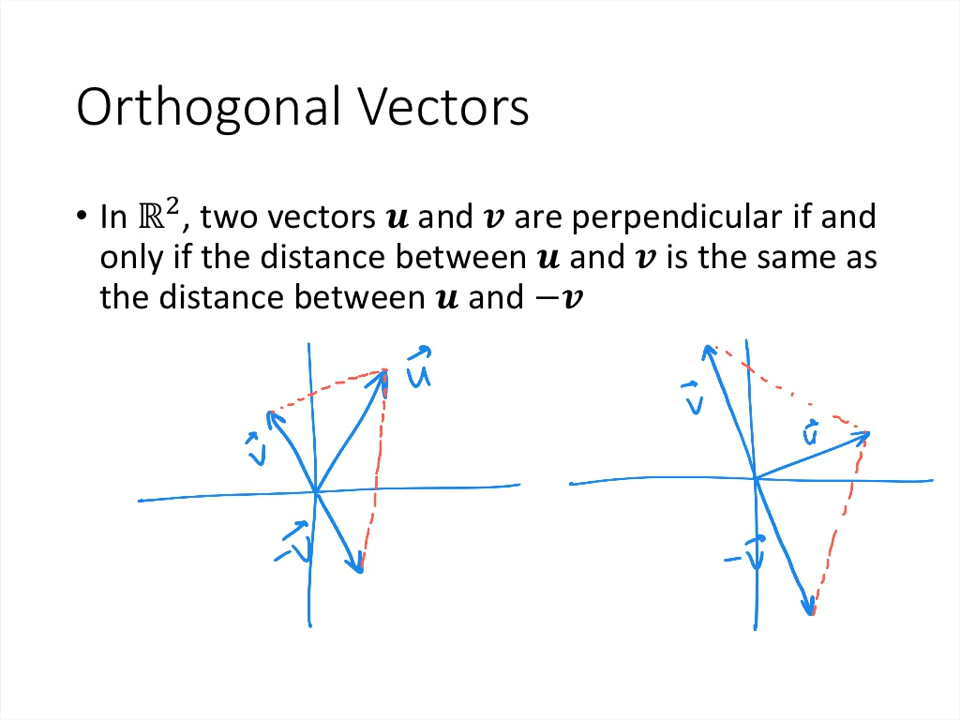 Orthogonal Vectors
• In ℝ², two vectors 𝒖 and 𝒗 are perpendicular if and
only if the distance between 𝒖 and 𝒗 is the same as
the distance between 𝒖 and −𝒗
u⃗
v⃗
−v⃗
v⃗
u⃗
−v⃗